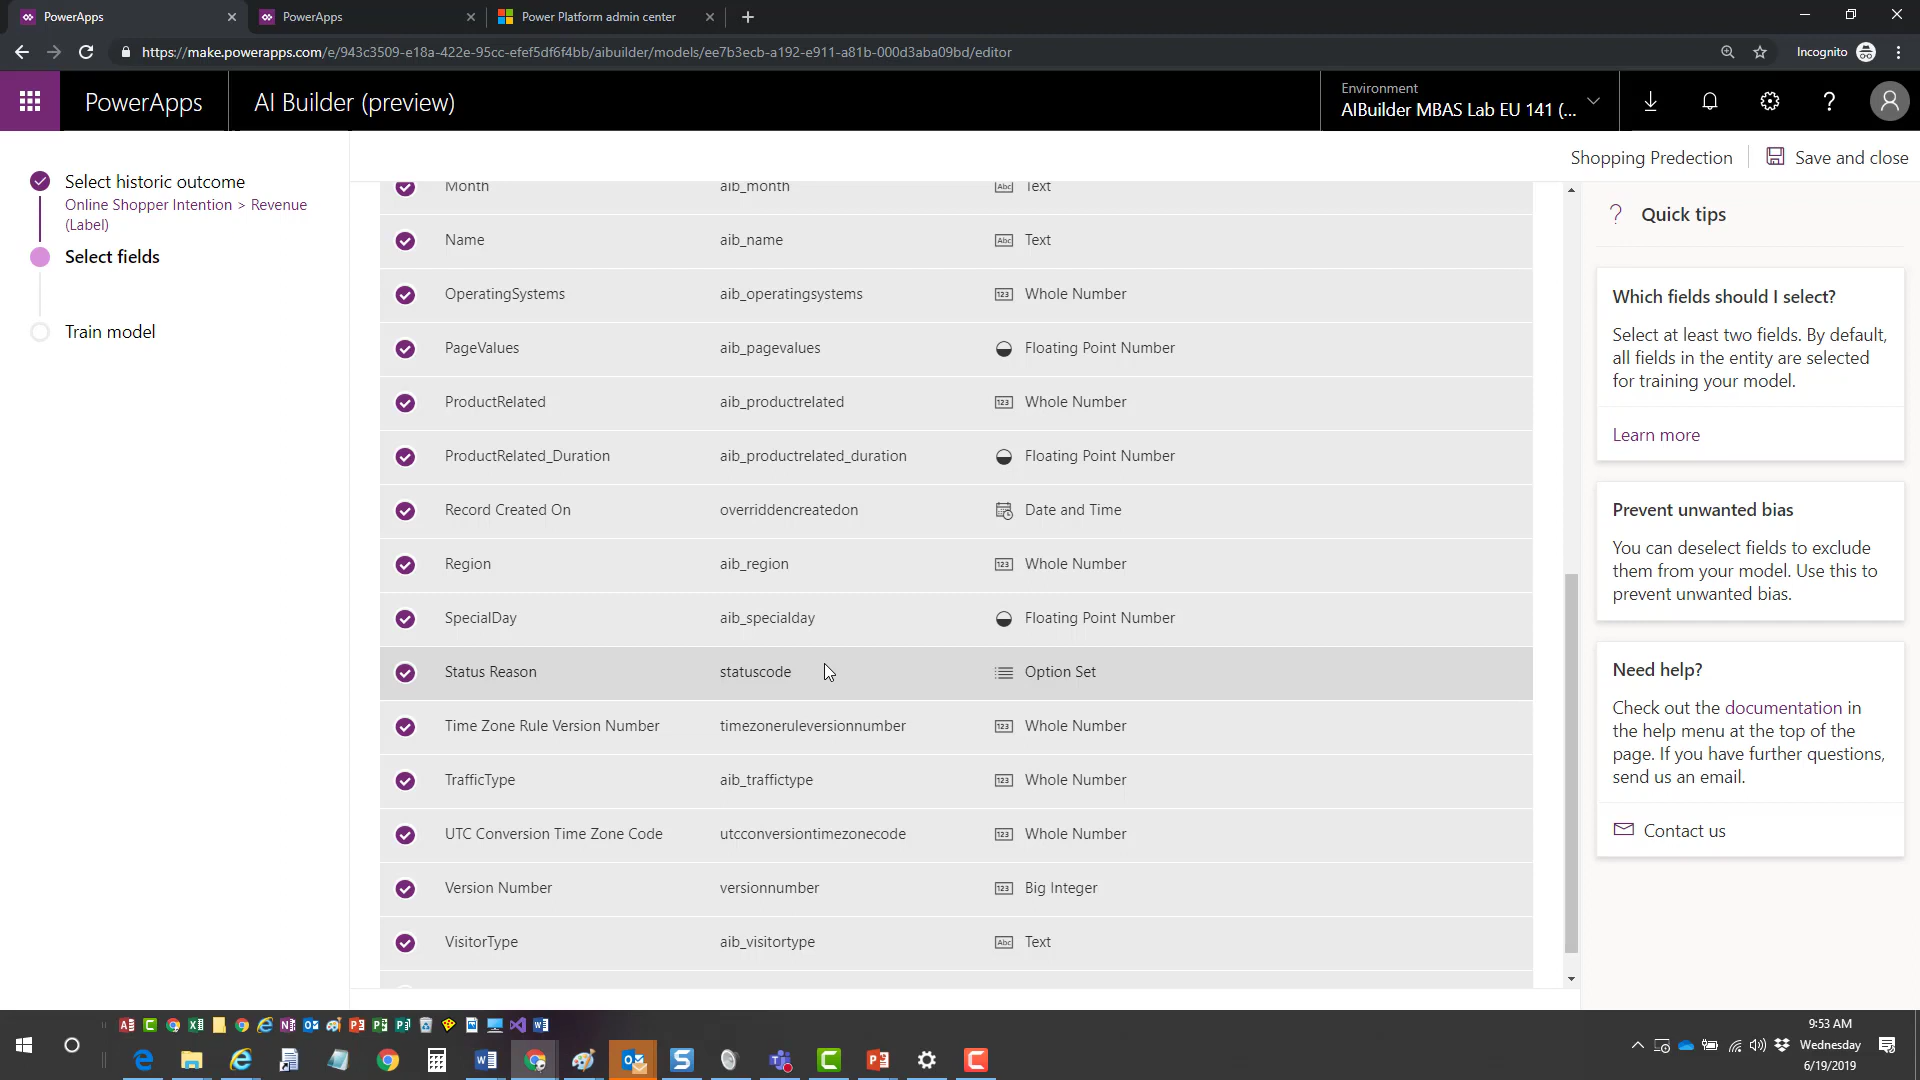 PowerApps
PowerApps
Power Platform admin center
https://make.powerapps.com/e/943c3509-e18a-422e-95cc-efef5df6f4bb/aibuilder/models/ee7b3ecb-a192-e911-a81b-000d3aba09bd/editor
Incognito
PowerApps
AI Builder (preview)
Environment
AIBuilder MBAS Lab EU 141 (...
?
Shopping Predection
Save and close
Select historic outcome
Online Shopper Intention > Revenue
(Label)
Select fields
Train model
Month aib_month Abc Text
Name aib_name Abc Text
OperatingSystems aib_operatingsystems 123 Whole Number
PageValues aib_pagevalues Floating Point Number
ProductRelated aib_productrelated 123 Whole Number
ProductRelated_Duration aib_productrelated_duration Floating Point Number
Record Created On overriddencreatedon Date and Time
Region aib_region 123 Whole Number
SpecialDay aib_specialday Floating Point Number
Status Reason statuscode Option Set
Time Zone Rule Version Number timezoneruleversionnumber 123 Whole Number
TrafficType aib_traffictype 123 Whole Number
UTC Conversion Time Zone Code utcconversiontimezonecode 123 Whole Number
Version Number versionnumber 123 Big Integer
VisitorType aib_visitortype Abc Text
? Quick tips
Which fields should I select?
Select at least two fields. By default,
all fields in the entity are selected
for training your model.
Learn more
Prevent unwanted bias
You can deselect fields to exclude
them from your model. Use this to
prevent unwanted bias.
Need help?
Check out the documentation in
the help menu at the top of the
page. If you have further questions,
send us an email.
Contact us
9:53 AM
Wednesday
6/19/2019